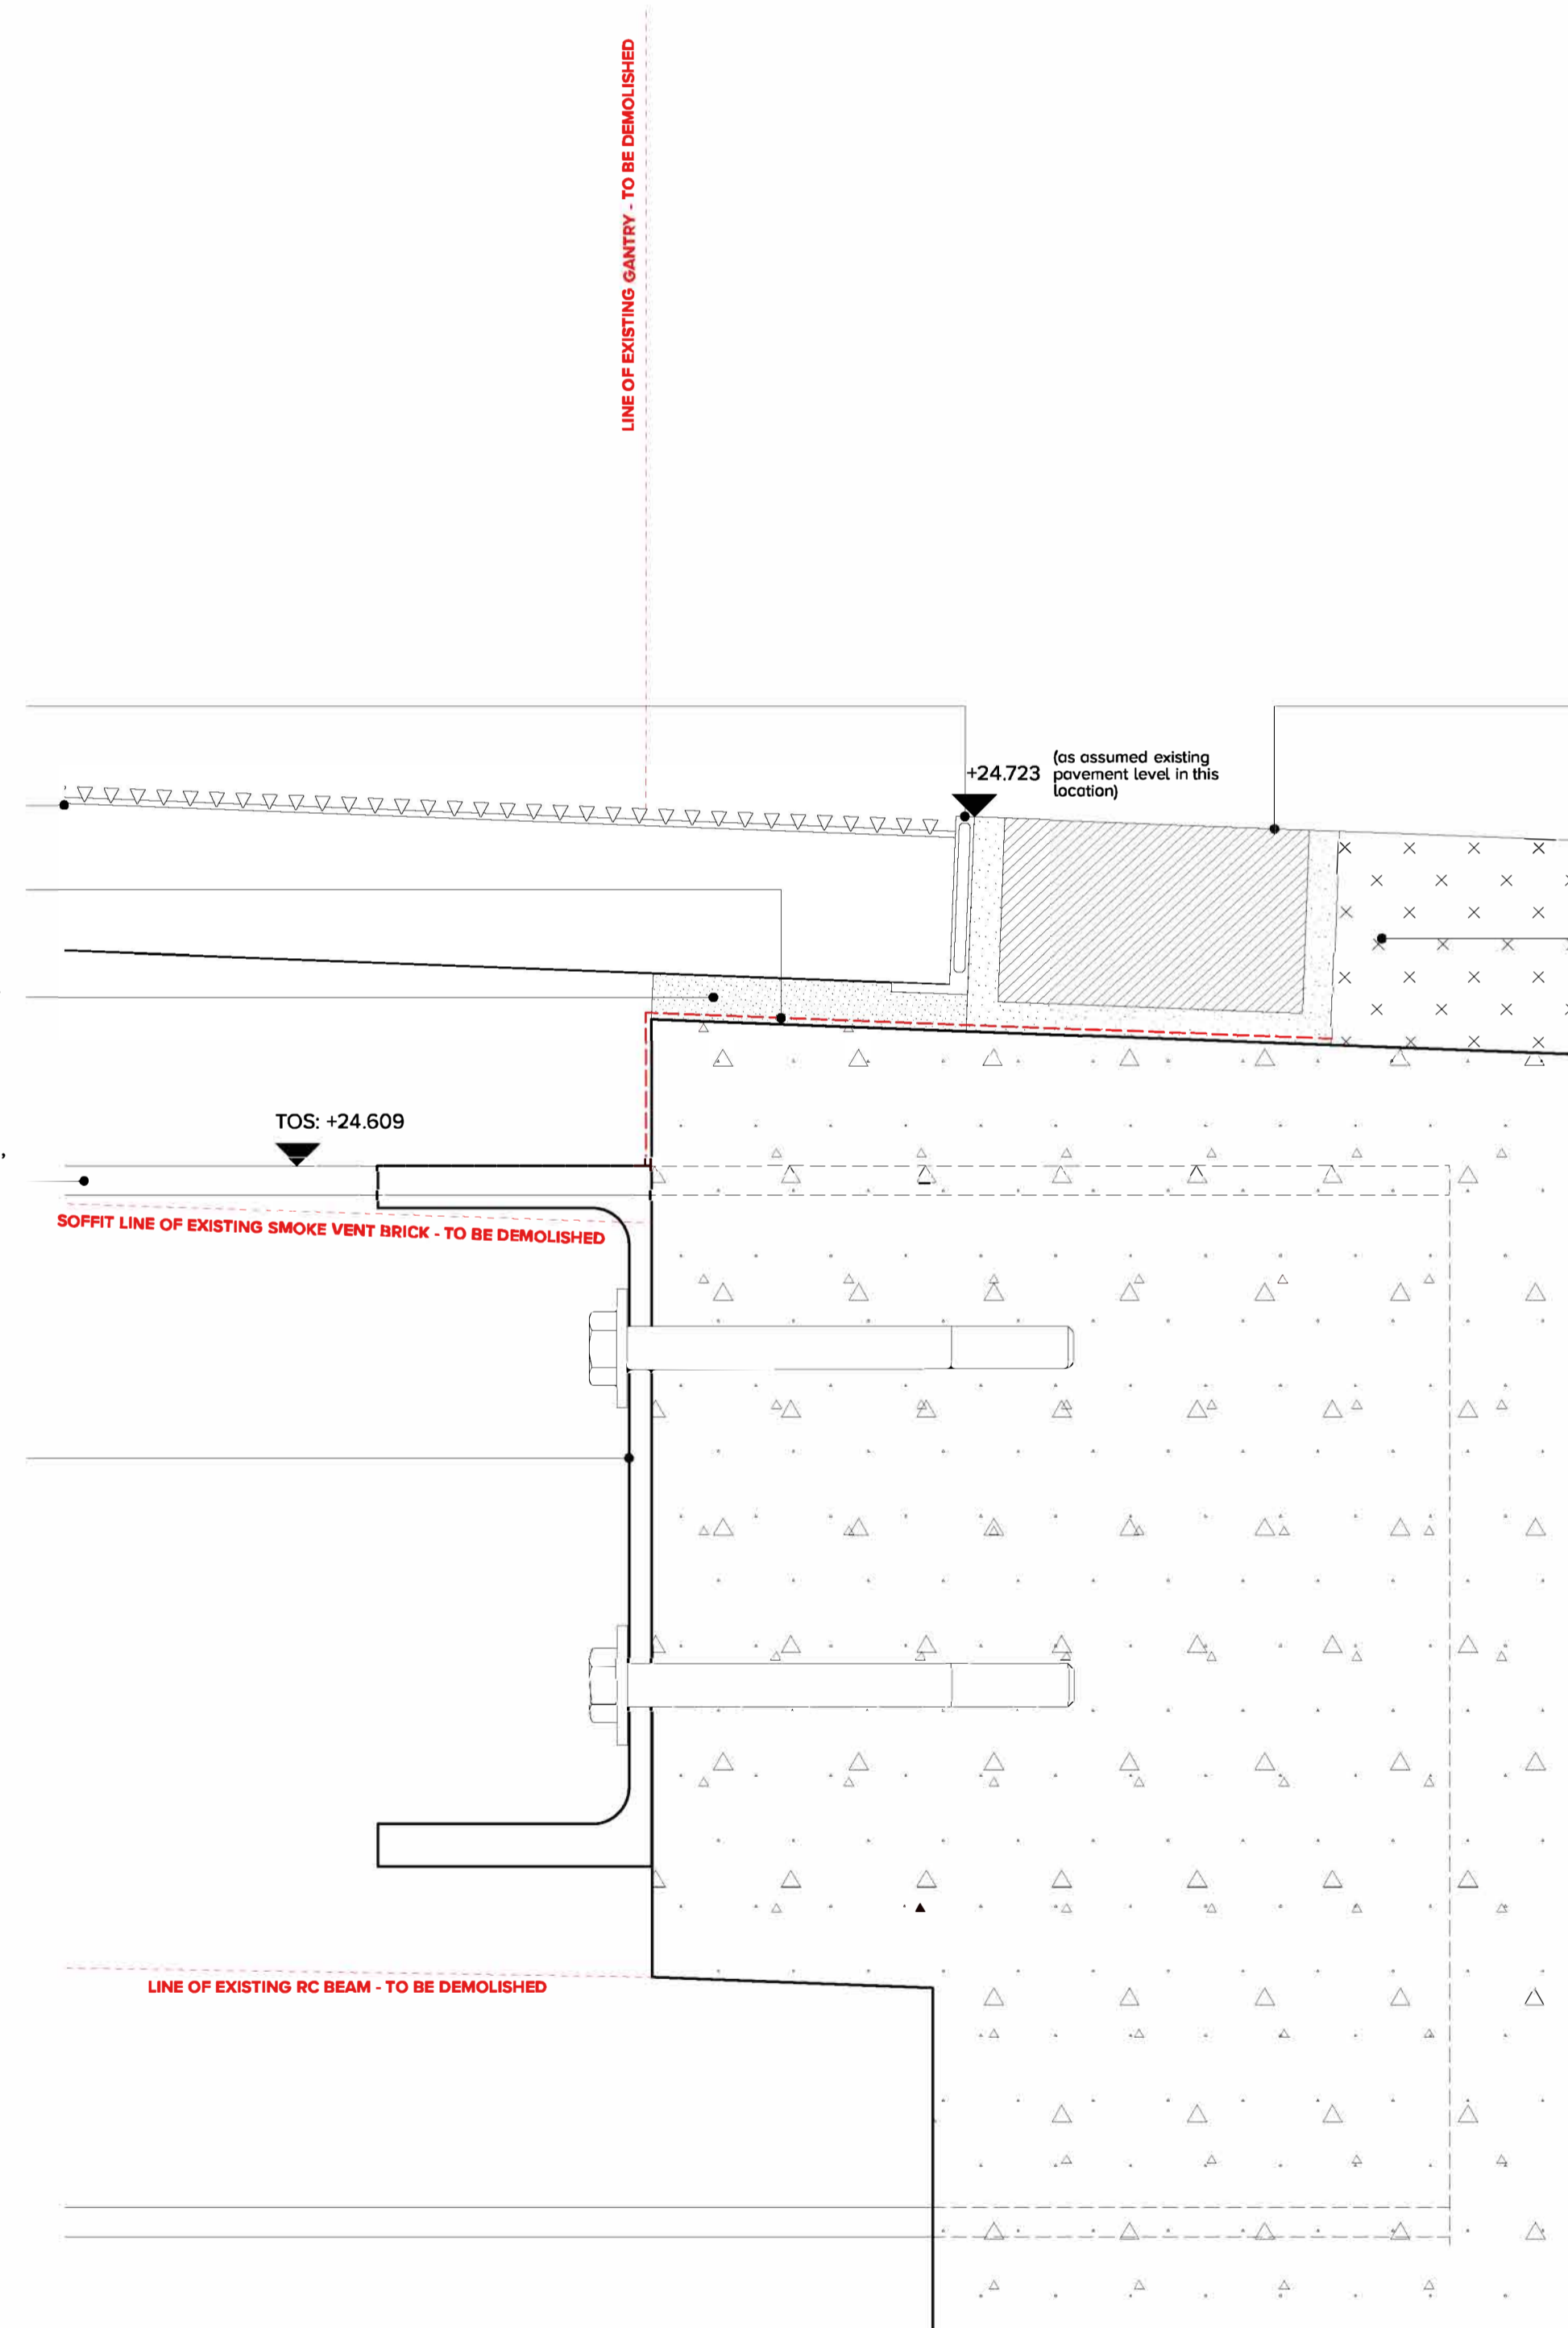 LINE OF EXISTING GANTRY - TO BE DEMOLISHED
+24.723
(as assumed existing
pavement level in this
location)
TOS: +24.609
SOFFIT LINE OF EXISTING SMOKE VENT BRICK - TO BE DEMOLISHED
LINE OF EXISTING RC BEAM - TO BE DEMOLISHED